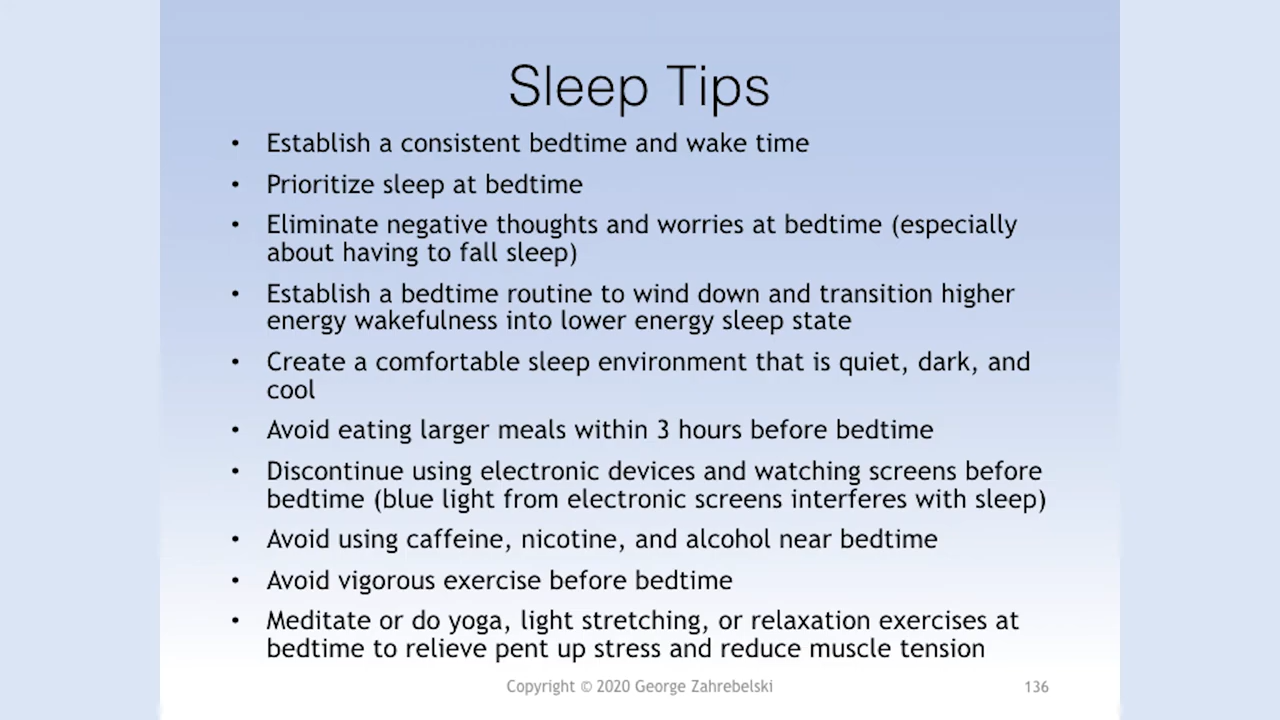 Sleep Tips
• Establish a consistent bedtime and wake time
• Prioritize sleep at bedtime
• Eliminate negative thoughts and worries at bedtime (especially
about having to fall sleep)
• Establish a bedtime routine to wind down and transition higher
energy wakefulness into lower energy sleep state
• Create a comfortable sleep environment that is quiet, dark, and
cool
• Avoid eating larger meals within 3 hours before bedtime
• Discontinue using electronic devices and watching screens before
bedtime (blue light from electronic screens interferes with sleep)
• Avoid using caffeine, nicotine, and alcohol near bedtime
• Avoid vigorous exercise before bedtime
• Meditate or do yoga, light stretching, or relaxation exercises at
bedtime to relieve pent up stress and reduce muscle tension
Copyright © 2020 George Zahrebelski 136